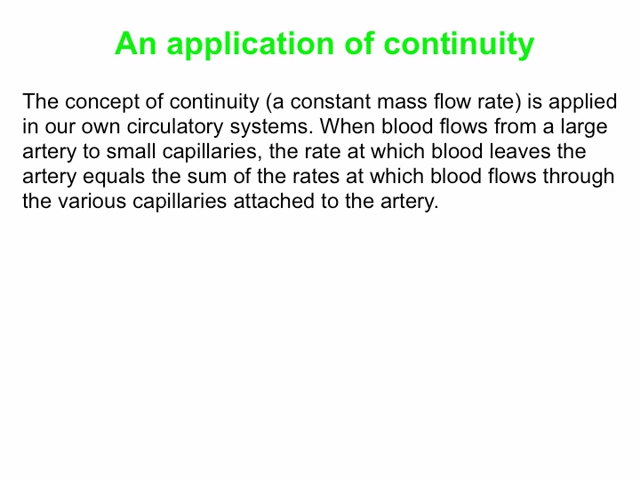 An application of continuity
The concept of continuity (a constant mass flow rate) is applied
in our own circulatory systems. When blood flows from a large
artery to small capillaries, the rate at which blood leaves the
artery equals the sum of the rates at which blood flows through
the various capillaries attached to the artery.